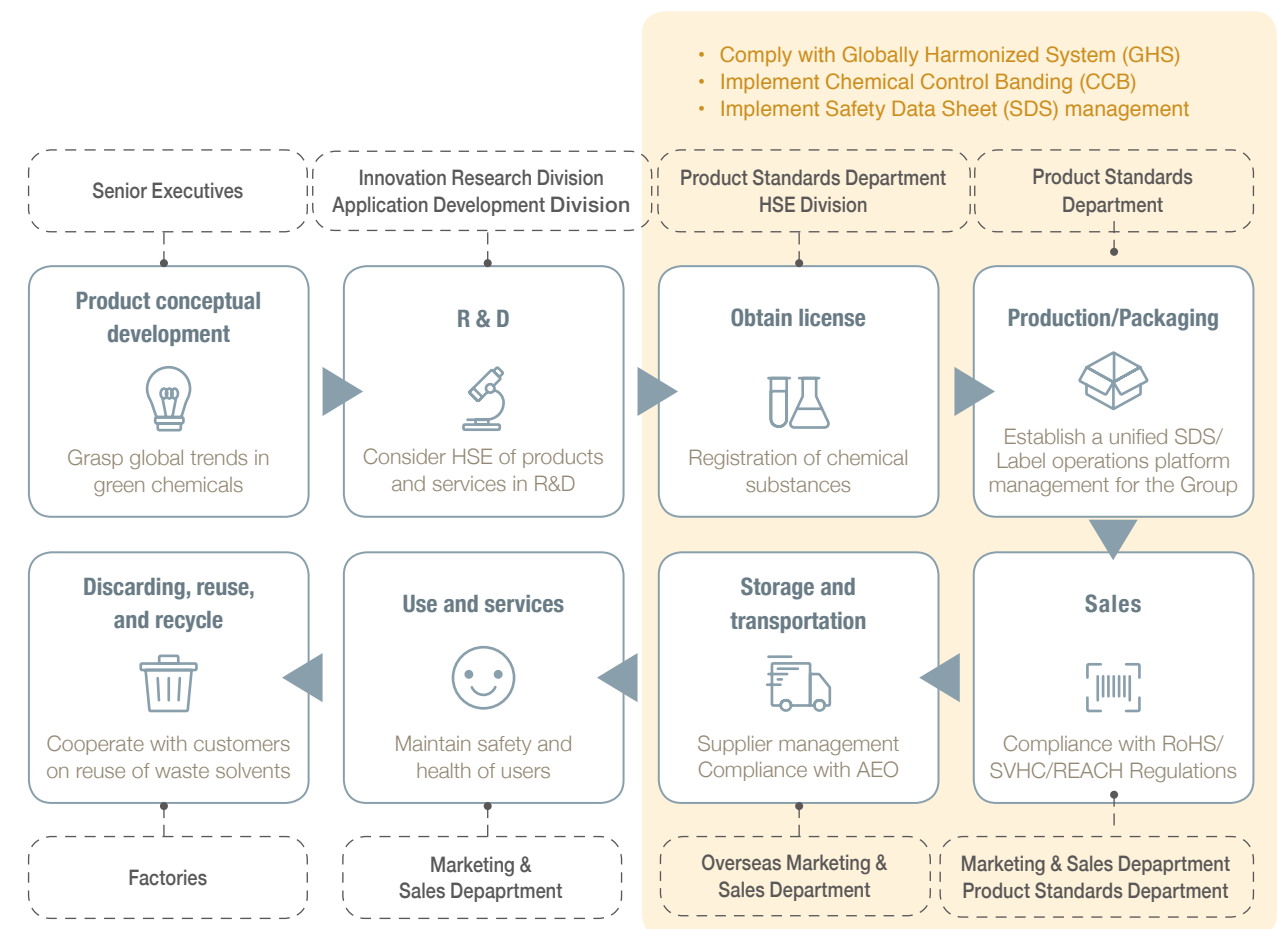 • Comply with Globally Harmonized System (GHS)
• Implement Chemical Control Banding (CCB)
• Implement Safety Data Sheet (SDS) management
Senior Executives
Innovation Research Division
Application Development Division
Product Standards Department
HSE Division
Product Standards
Department
Product conceptual
development
Grasp global trends in
green chemicals
R & D
Consider HSE of products
and services in R&D
Obtain license
Registration of chemical
substances
Production/Packaging
Establish a unified SDS/
Label operations platform
management for the Group
Sales
Compliance with RoHS/
SVHC/REACH Regulations
Storage and
transportation
Supplier management
Compliance with AEO
Use and services
Maintain safety and
health of users
Discarding, reuse,
and recycle
Cooperate with customers
on reuse of waste solvents
Factories
Marketing &
Sales Depaprtment
Overseas Marketing &
Sales Department
Marketing & Sales Depaprtment
Product Standards Department